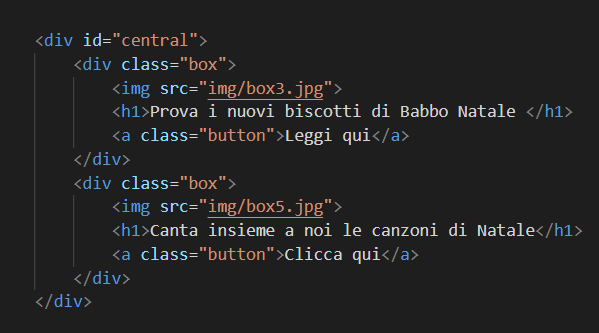 <div id="central">
<div class="box">
<img src="img/box3.jpg">
<h1>Prova i nuovi biscotti di Babbo Natale </h1>
<a class="button">Leggi qui</a>
</div>
<div class="box">
<img src="img/box5.jpg">
<h1>Canta insieme a noi le canzoni di Natale</h1>
<a class="button">Clicca qui</a>
</div>
</div>